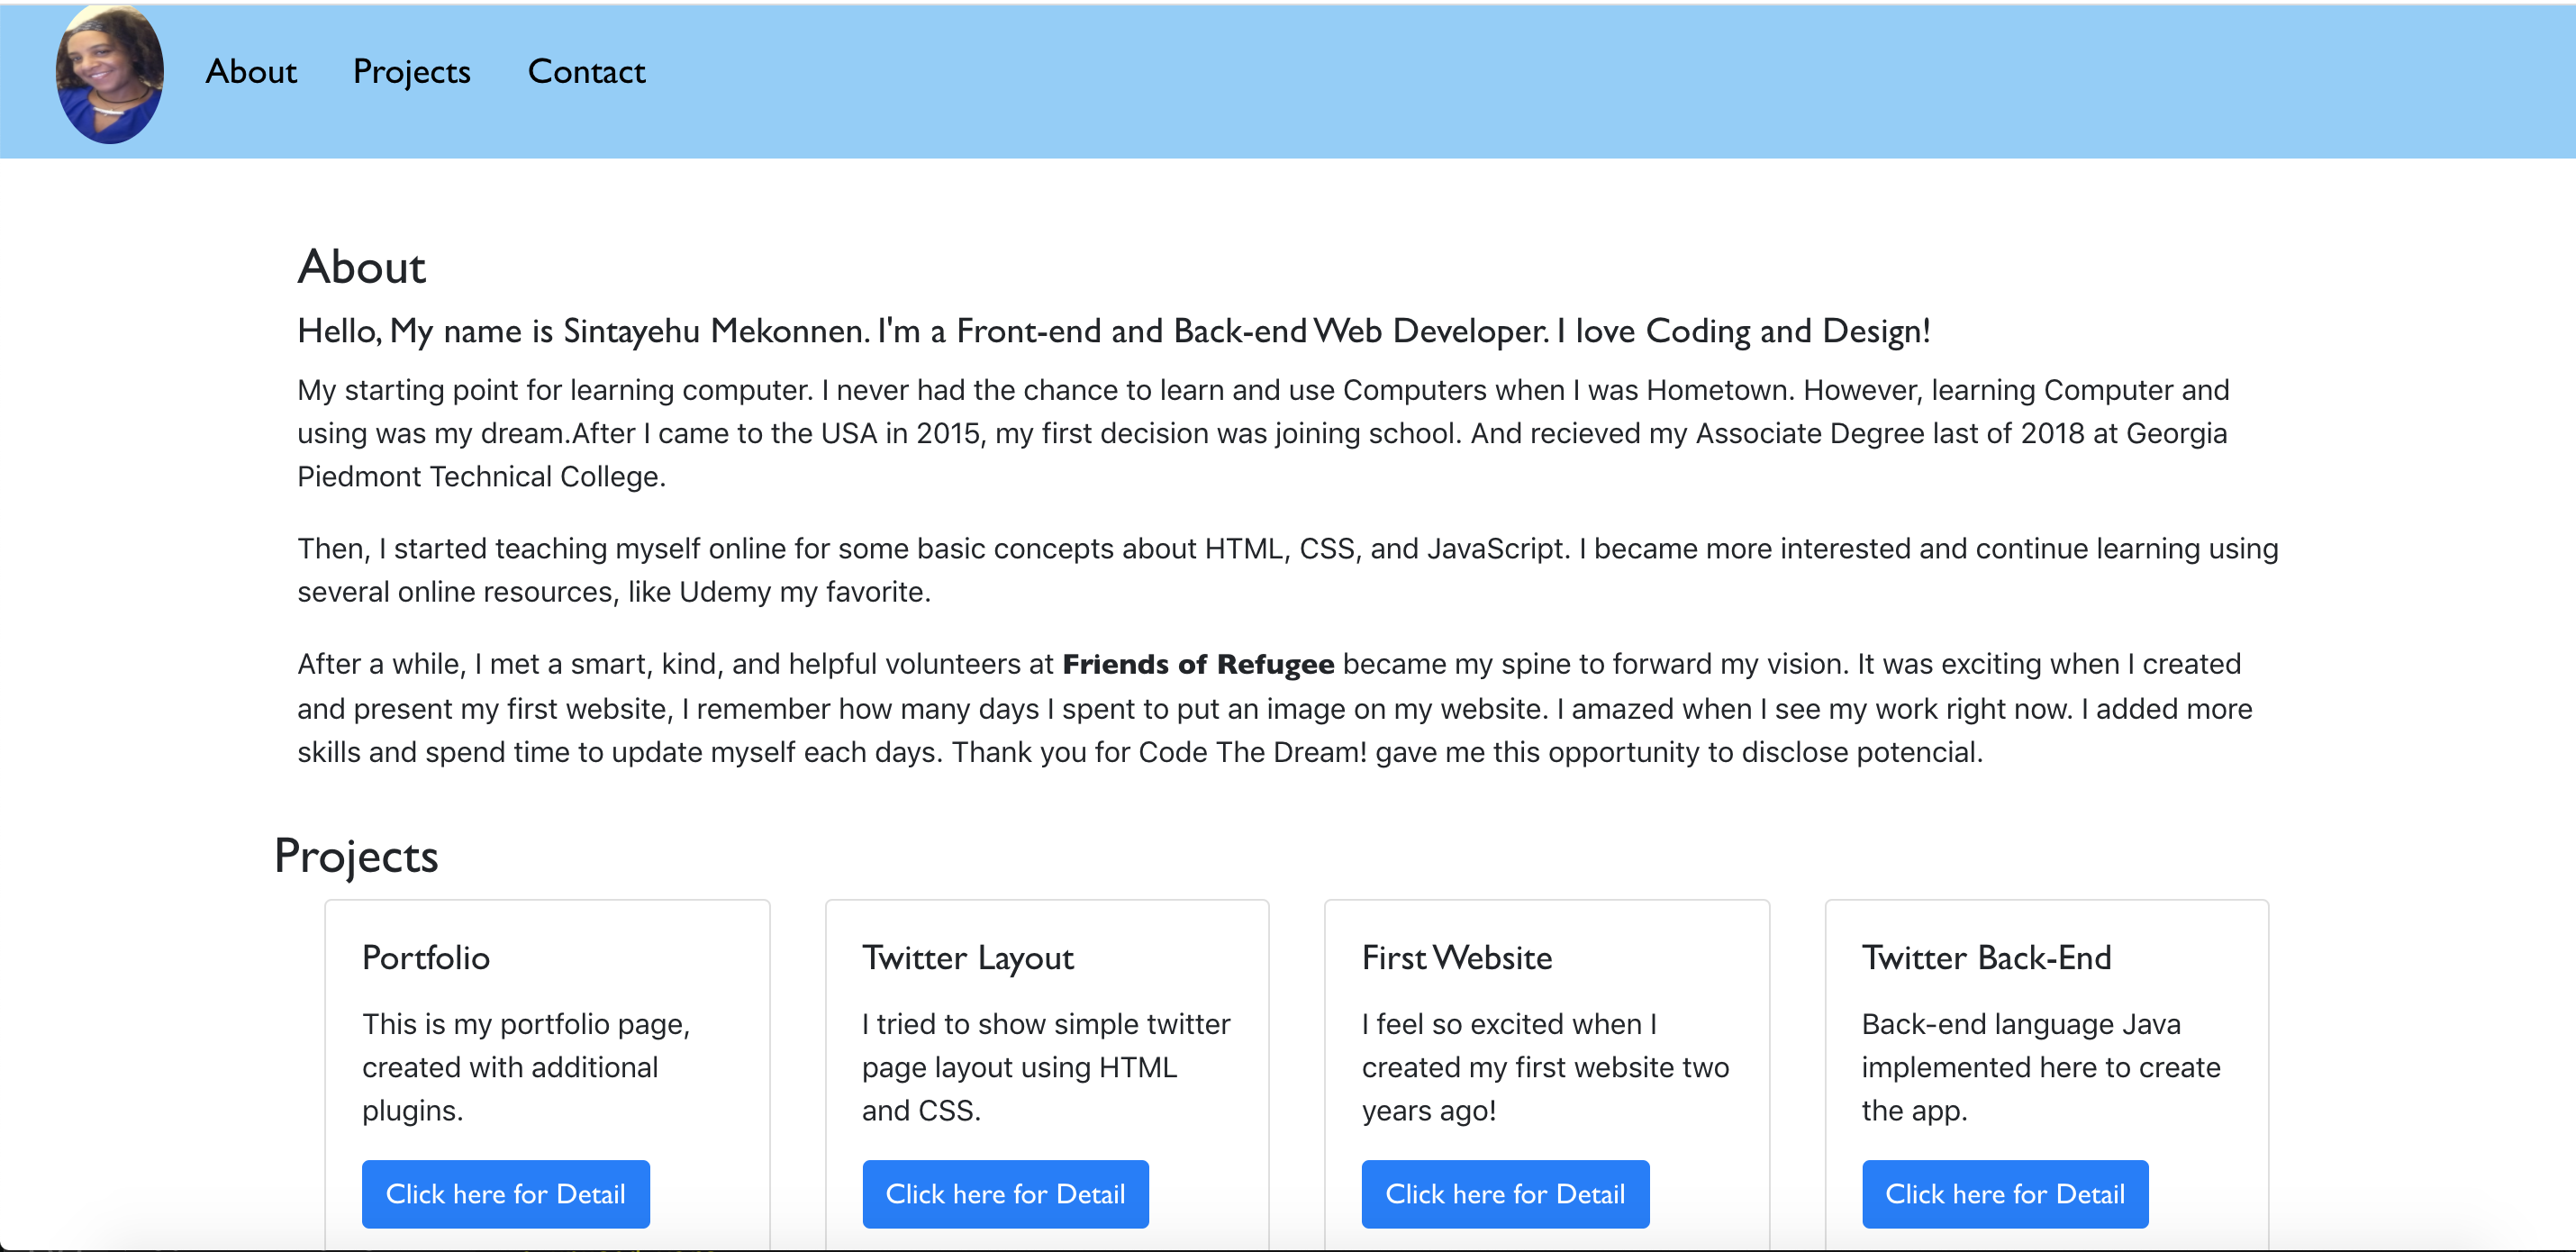 About Projects Contact
About
Hello, My name is Sintayehu Mekonnen. I'm a Front-end and Back-end Web Developer. I love Coding and Design!
My starting point for learning computer. I never had the chance to learn and use Computers when I was Hometown. However, learning Computer and
using was my dream.After I came to the USA in 2015, my first decision was joining school. And recieved my Associate Degree last of 2018 at Georgia
Piedmont Technical College.
Then, I started teaching myself online for some basic concepts about HTML, CSS, and JavaScript. I became more interested and continue learning using
several online resources, like Udemy my favorite.
After a while, I met a smart, kind, and helpful volunteers at Friends of Refugee became my spine to forward my vision. It was exciting when I created
and present my first website, I remember how many days I spent to put an image on my website. I amazed when I see my work right now. I added more
skills and spend time to update myself each days. Thank you for Code The Dream! gave me this opportunity to disclose potencial.
Projects
Portfolio
This is my portfolio page,
created with additional
plugins.
Click here for Detail
Twitter Layout
I tried to show simple twitter
page layout using HTML
and CSS.
Click here for Detail
First Website
I feel so excited when I
created my first website two
years ago!
Click here for Detail
Twitter Back-End
Back-end language Java
implemented here to create
the app.
Click here for Detail